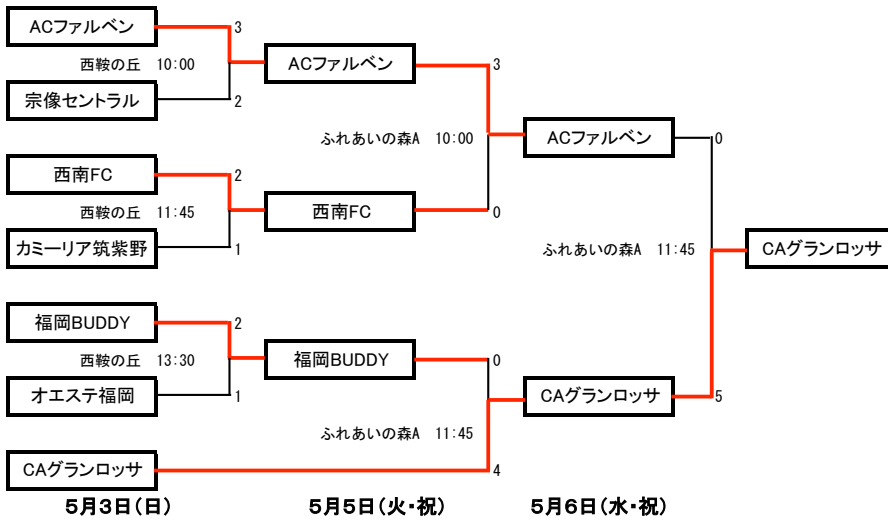 ACファルベン
3
西鞍の丘 10:00
宗像セントラル
2
西南FC
2
西鞍の丘 11:45
カミーリア筑紫野
1
福岡BUDDY
2
西鞍の丘 13:30
オエステ福岡
1
CAグランロッサ
4
ACファルベン
3
ふれあいの森A 10:00
西南FC
0
福岡BUDDY
0
ふれあいの森A 11:45
ACファルベン
0
ふれあいの森A 11:45
CAグランロッサ
5
CAグランロッサ
5月3日(日)
5月5日(火・祝)
5月6日(水・祝)